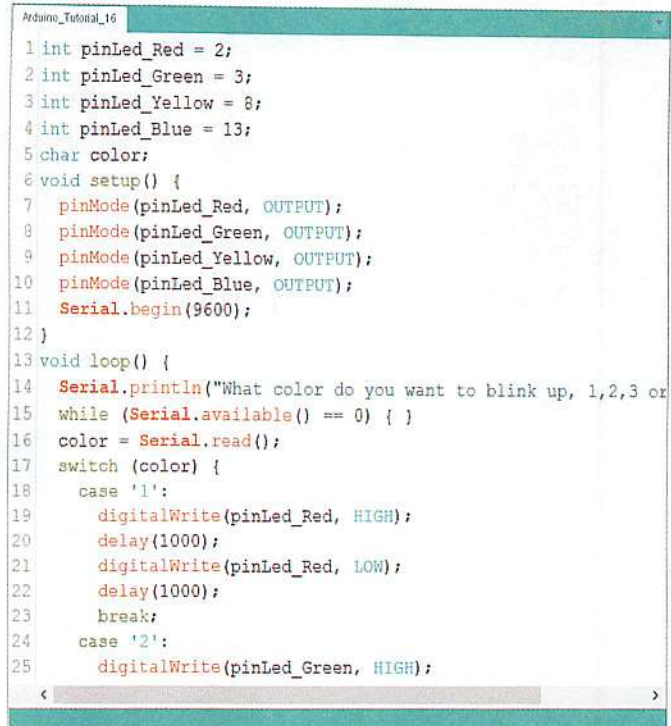 Arduino_Tutorial_16
1 int pinLed_Red = 2;
2 int pinLed_Green = 3;
3 int pinLed_Yellow = 8;
4 int pinLed_Blue = 13;
5 char color;
6 void setup() {
7   pinMode(pinLed_Red, OUTPUT);
8   pinMode(pinLed_Green, OUTPUT);
9   pinMode(pinLed_Yellow, OUTPUT);
10   pinMode(pinLed_Blue, OUTPUT);
11   Serial.begin(9600);
12 }
13 void loop() {
14   Serial.println("What color do you want to blink up, 1,2,3 or
15   while (Serial.available() == 0) { }
16   color = Serial.read();
17   switch (color) {
18     case '1':
19       digitalWrite(pinLed_Red, HIGH);
20       delay(1000);
21       digitalWrite(pinLed_Red, LOW);
22       delay(1000);
23       break;
24     case '2':
25       digitalWrite(pinLed_Green, HIGH);